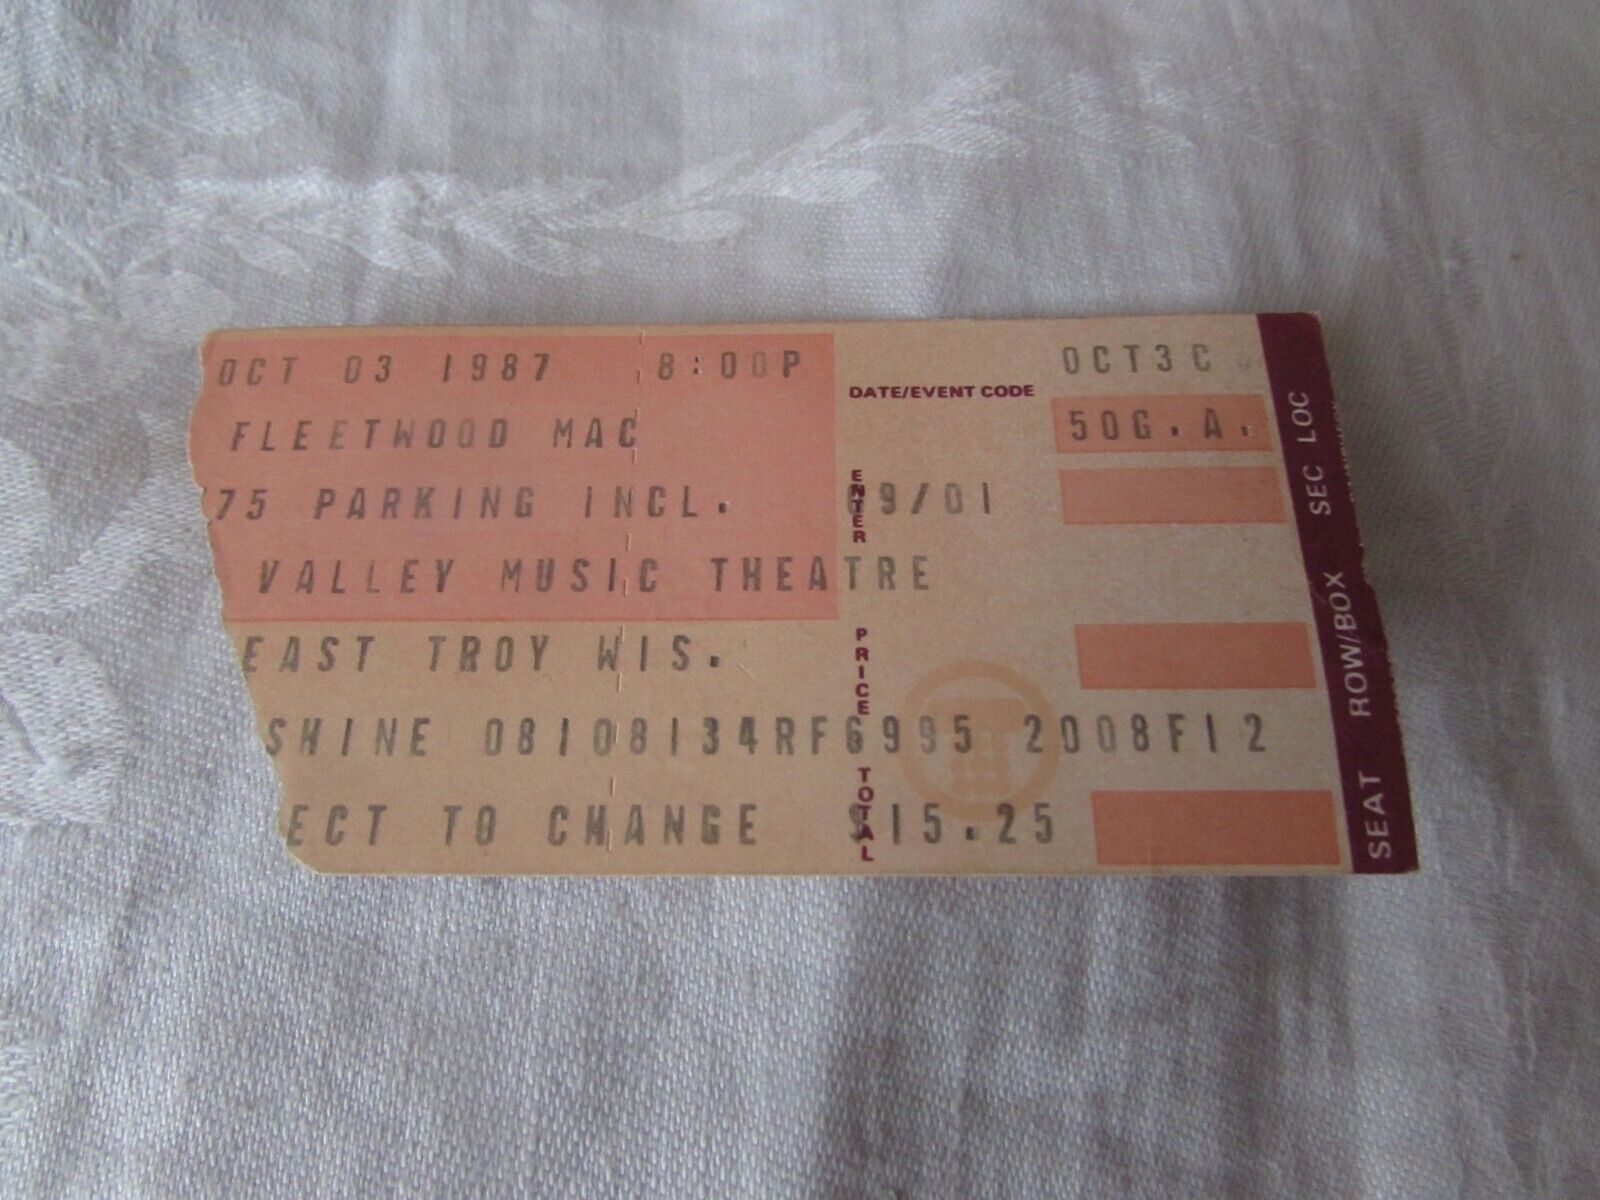 OCT 03 1987 8:00P
FLEETWOOD MAC
75 PARKING INCL. 09/01
VALLEY MUSIC THEATRE
EAST TROY WIS.
SHINE 08108134RF6995 2008F12
ECT TO CHANGE $15.25
DATE/EVENT CODE
OCT3C
50G.A.
ENTER
PRICE
TOTAL
SEAT ROW/BOX SEC LOC